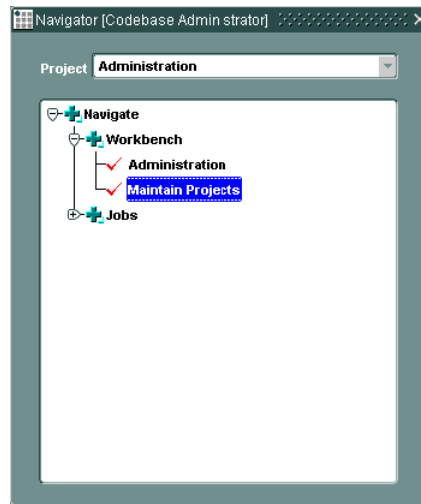 Navigator [Codebase Admin strator]
Project Administration
Navigate
Workbench
Administration
Maintain Projects
Jobs